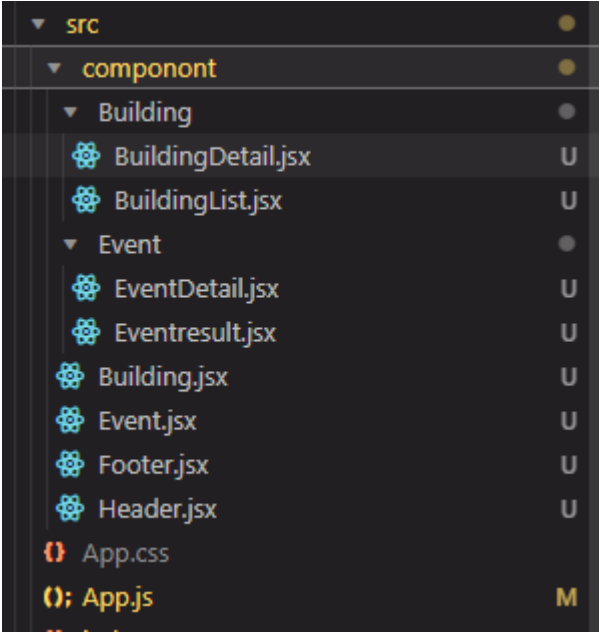 src
componont
Building
BuildingDetail.jsx U
BuildingList.jsx U
Event
EventDetail.jsx U
Eventresult.jsx U
Building.jsx U
Event.jsx U
Footer.jsx U
Header.jsx U
{} App.css
(); App.js M